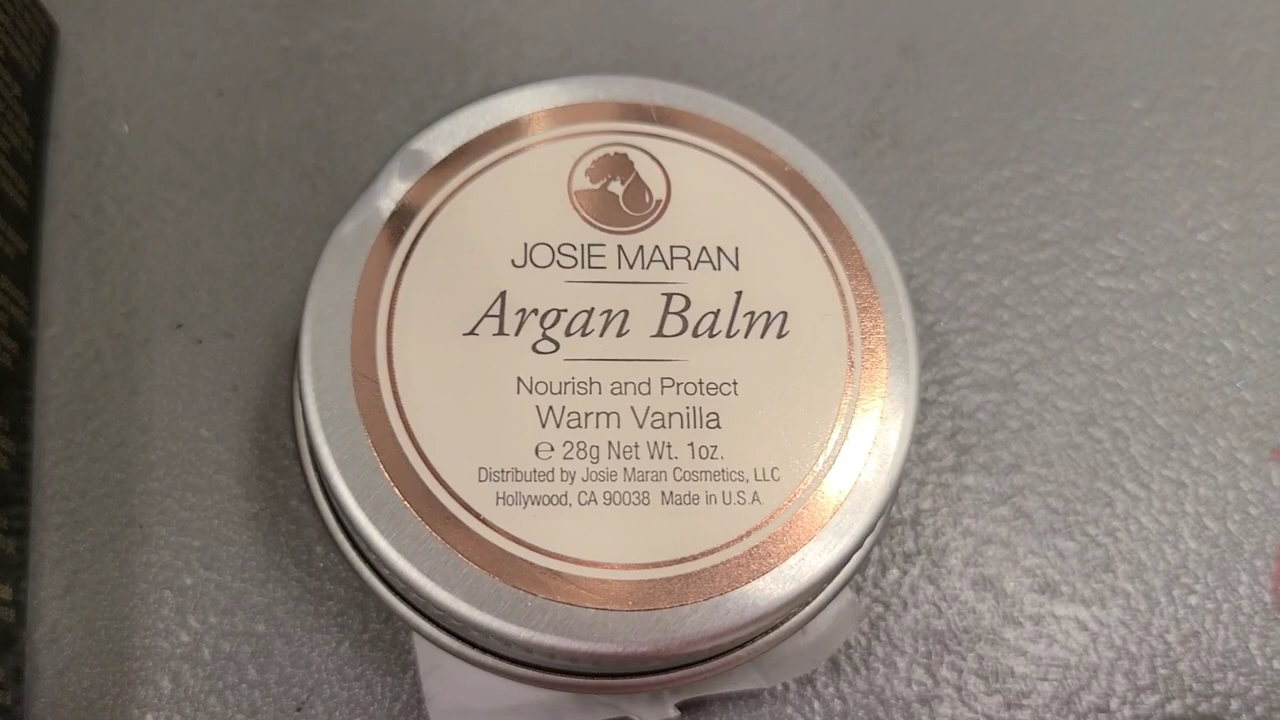 JOSIE MARAN
Argan Balm
Nourish and Protect
Warm Vanilla
℮ 28g Net Wt. 1oz.
Distributed by Josie Maran Cosmetics, LLC
Hollywood, CA 90038 Made in U.S.A.